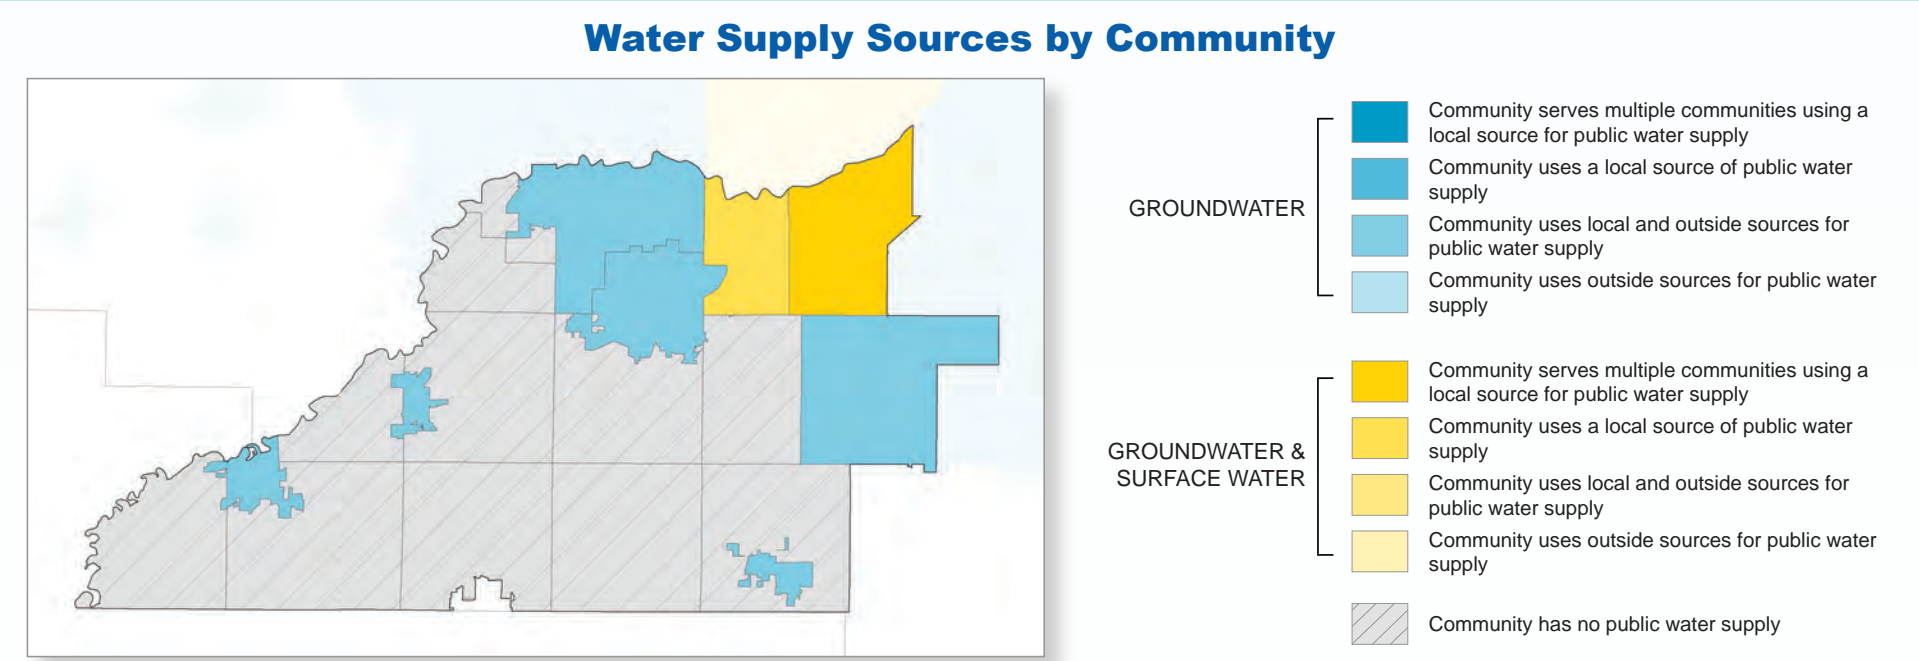 Water Supply Sources by Community
GROUNDWATER
Community serves multiple communities using a
local source for public water supply
Community uses a local source of public water
supply
Community uses local and outside sources for
public water supply
Community uses outside sources for public water
supply
GROUNDWATER &
SURFACE WATER
Community serves multiple communities using a
local source for public water supply
Community uses a local source of public water
supply
Community uses local and outside sources for
public water supply
Community uses outside sources for public water
supply
Community has no public water supply